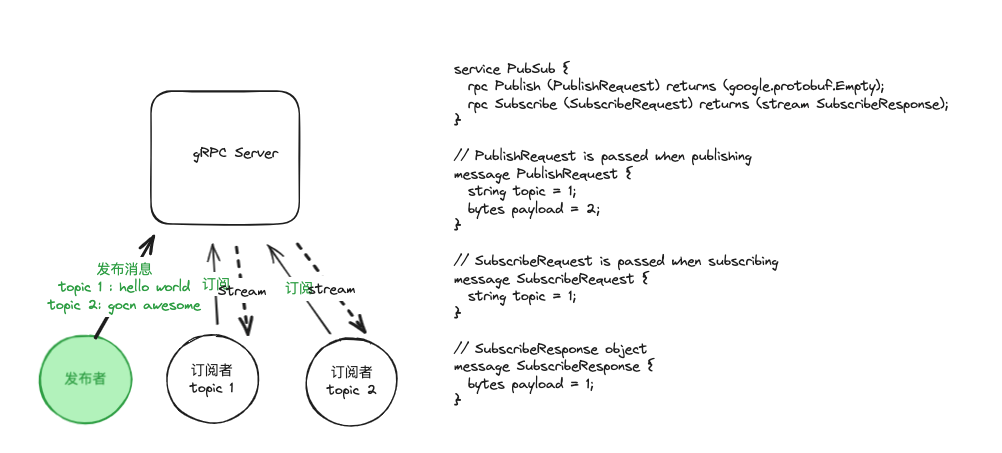 gRPC Server
发布消息
topic 1 : hello world
topic 2: gocn awesome
订阅
Stream
订阅
stream
发布者
订阅者
topic 1
订阅者
topic 2
service PubSub {
  rpc Publish (PublishRequest) returns (google.protobuf.Empty);
  rpc Subscribe (SubscribeRequest) returns (stream SubscribeResponse);
}
// PublishRequest is passed when publishing
message PublishRequest {
  string topic = 1;
  bytes payload = 2;
}
// SubscribeRequest is passed when subscribing
message SubscribeRequest {
  string topic = 1;
}
// SubscribeResponse object
message SubscribeResponse {
  bytes payload = 1;
}